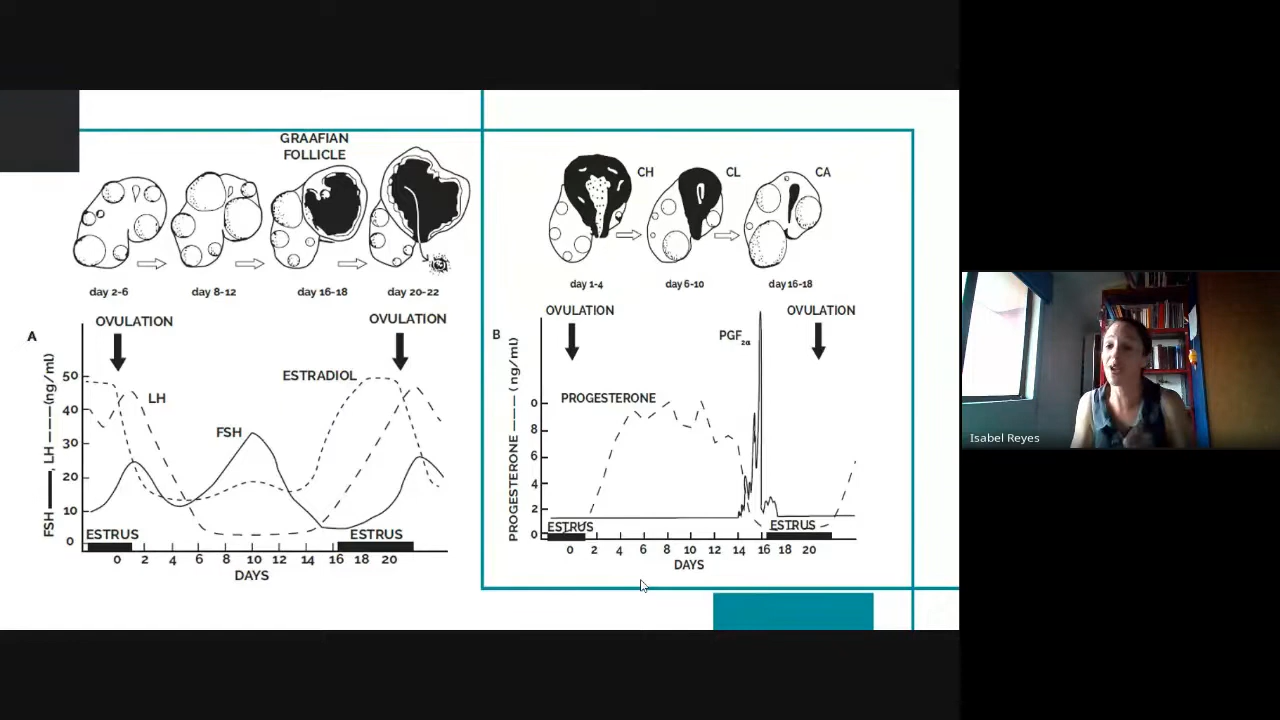 GRAAFIAN
FOLLICLE
day 2-6
day 8-12
day 16-18
day 20-22
A
OVULATION
OVULATION
ESTRADIOL
LH
FSH
FSH ——, LH ——— (ng/ml)
50
40
30
20
10
0
ESTRUS
ESTRUS
0 2 4 6 8 10 12 14 16 18 20
DAYS
CH
CL
CA
day 1-4
day 6-10
day 16-18
B
OVULATION
OVULATION
PGF2α
PROGESTERONE
PROGESTERONE ——— ( ng/ml)
0
8
6
4
2
0
ESTRUS
ESTRUS
0 2 4 6 8 10 12 14 16 18 20
DAYS
Isabel Reyes